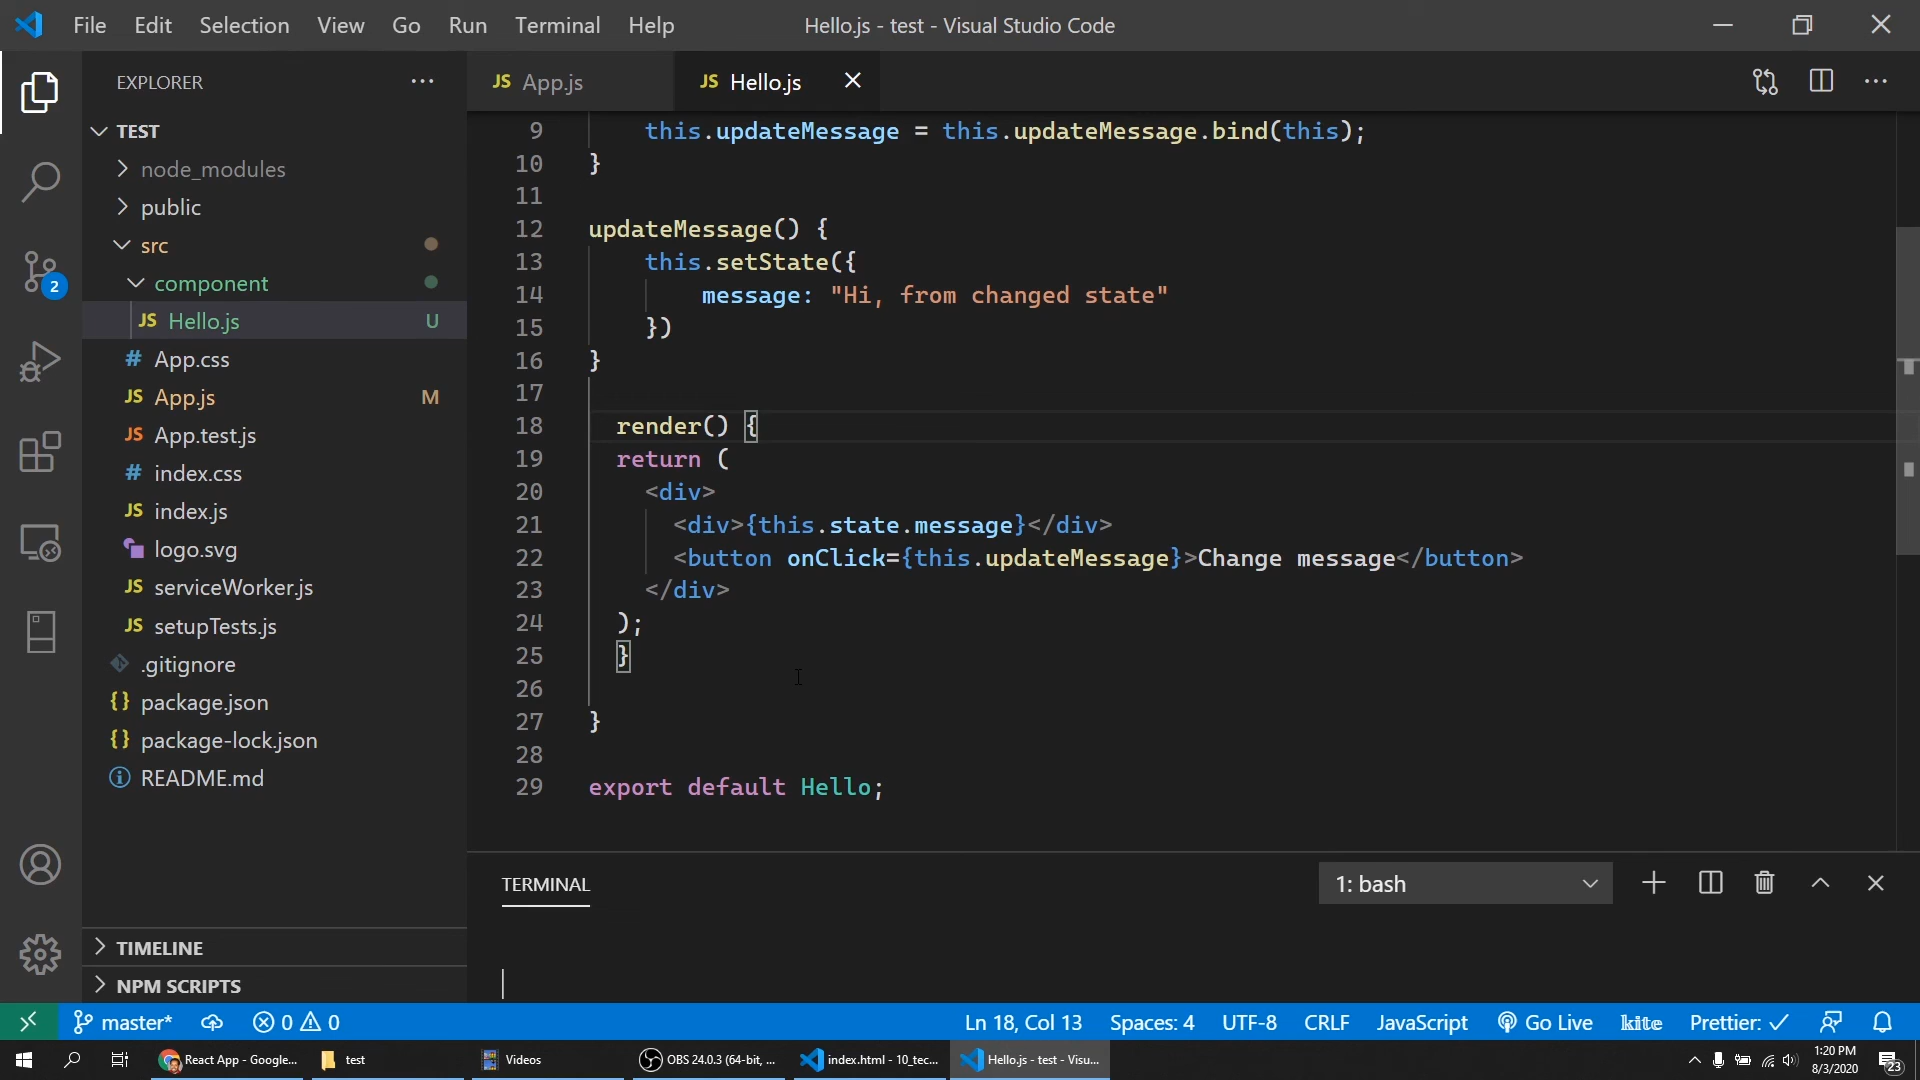 File Edit Selection View Go Run Terminal Help Hello.js - test - Visual Studio Code
EXPLORER ···
JS App.js JS Hello.js
TEST
node_modules
public
src
component
JS Hello.js U
# App.css
JS App.js M
JS App.test.js
# index.css
JS index.js
logo.svg
JS serviceWorker.js
JS setupTests.js
.gitignore
{} package.json
{} package-lock.json
README.md
TIMELINE
NPM SCRIPTS
2
9 this.updateMessage = this.updateMessage.bind(this);
10 }
11
12 updateMessage() {
13 this.setState({
14 message: "Hi, from changed state"
15 })
16 }
17
18 render() {
19 return (
20 <div>
21 <div>{this.state.message}</div>
22 <button onClick={this.updateMessage}>Change message</button>
23 </div>
24 );
25 }
26
27 }
28
29 export default Hello;
TERMINAL 1: bash
master* 0 0 Ln 18, Col 13 Spaces: 4 UTF-8 CRLF JavaScript Go Live kite Prettier: ✓
React App - Google... test Videos OBS 24.0.3 (64-bit, ... index.html - 10_tec... Hello.js - test - Visu... 1:20 PM
8/3/2020 23